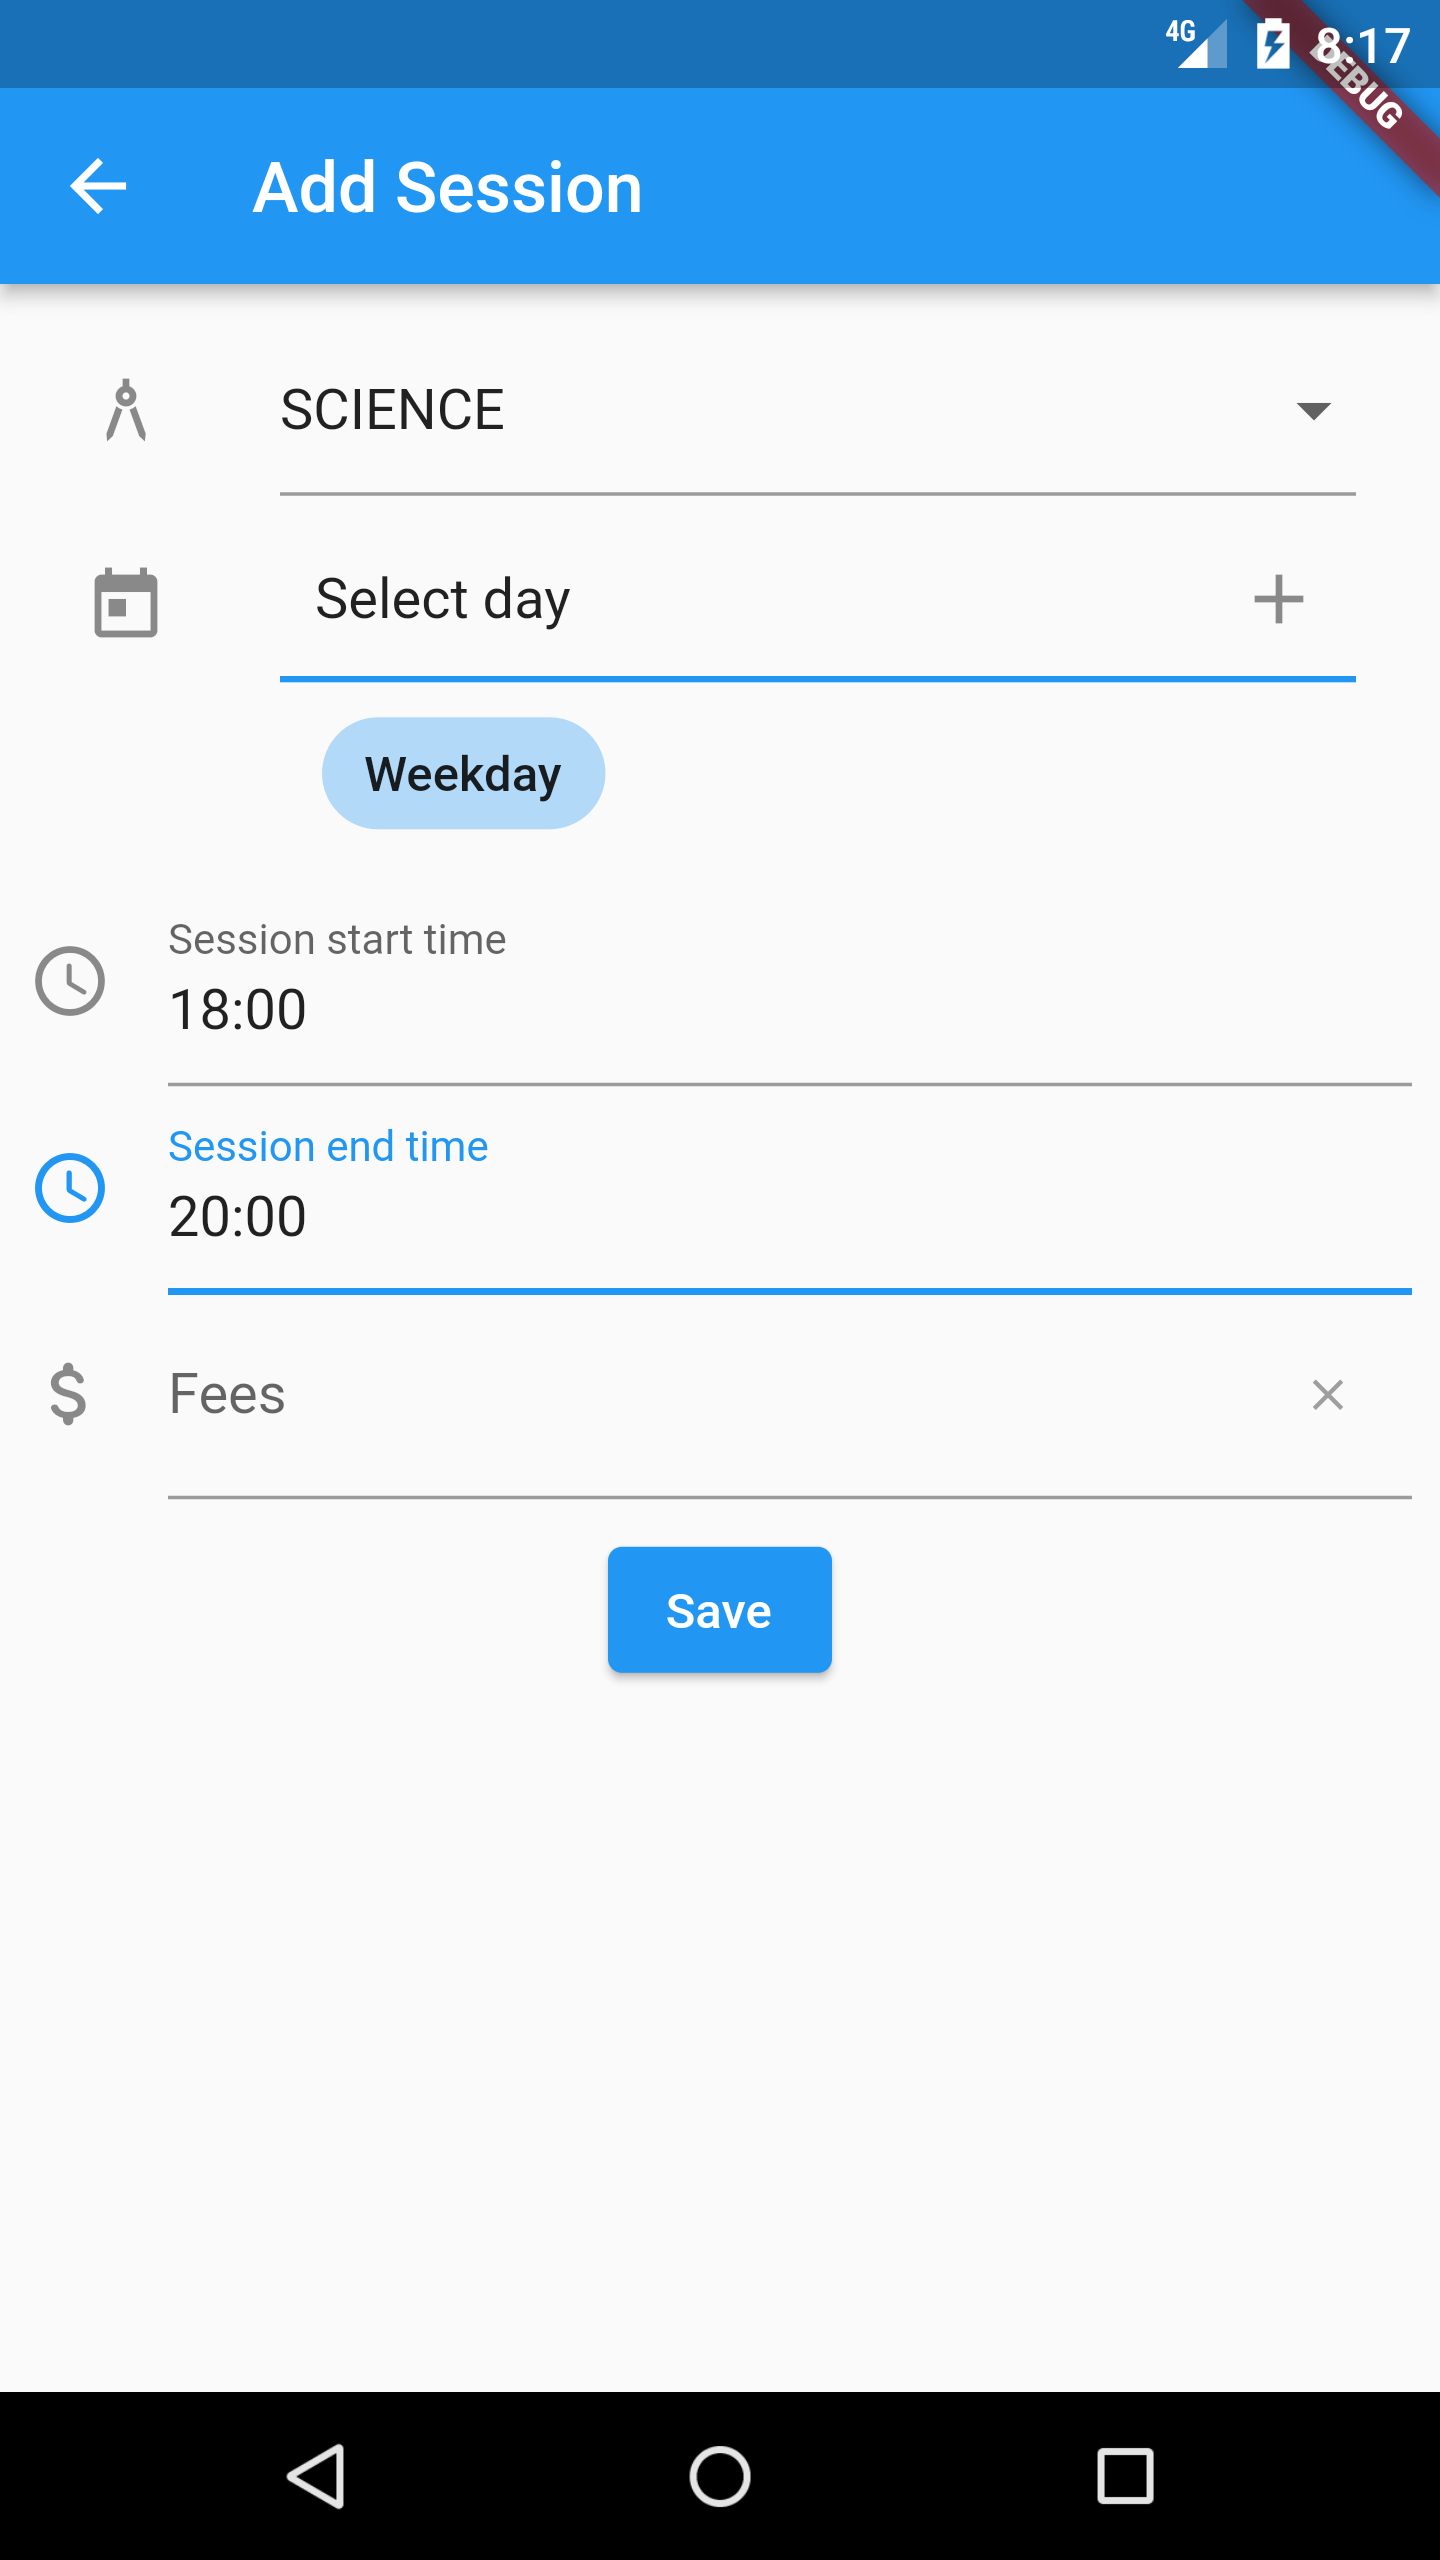 4G 8:17
DEBUG
Add Session
SCIENCE
Select day
Weekday
Session start time
18:00
Session end time
20:00
$ Fees
Save